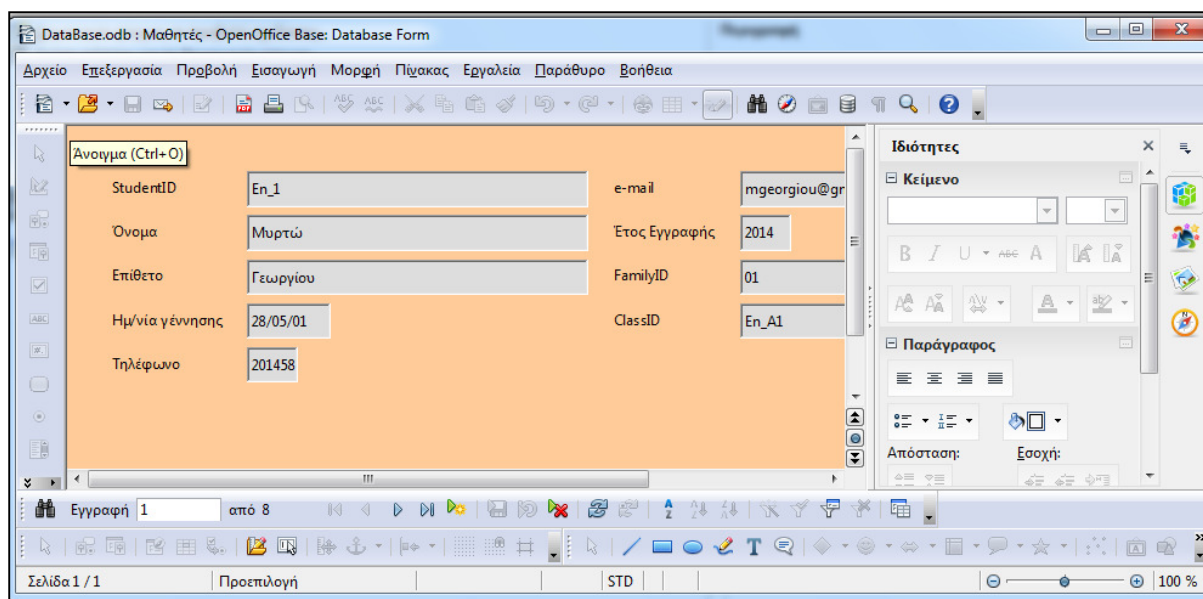 DataBase.odb : Μαθητές - OpenOffice Base: Database Form
Αρχείο Επεξεργασία Προβολή Εισαγωγή Μορφή Πίνακας Εργαλεία Παράθυρο Βοήθεια
Άνοιγμα (Ctrl+O)
StudentID En_1 e-mail mgeorgiou@gm
Όνομα Μυρτώ Έτος Εγγραφής 2014
Επίθετο Γεωργίου FamilyID 01
Ημ/νία γέννησης 28/05/01 ClassID En_A1
Τηλέφωνο 201458
Ιδιότητες
Κείμενο
Παράγραφος
Απόσταση: Εσοχή:
Εγγραφή 1 από 8
Σελίδα 1 / 1 Προεπιλογή STD 100 %